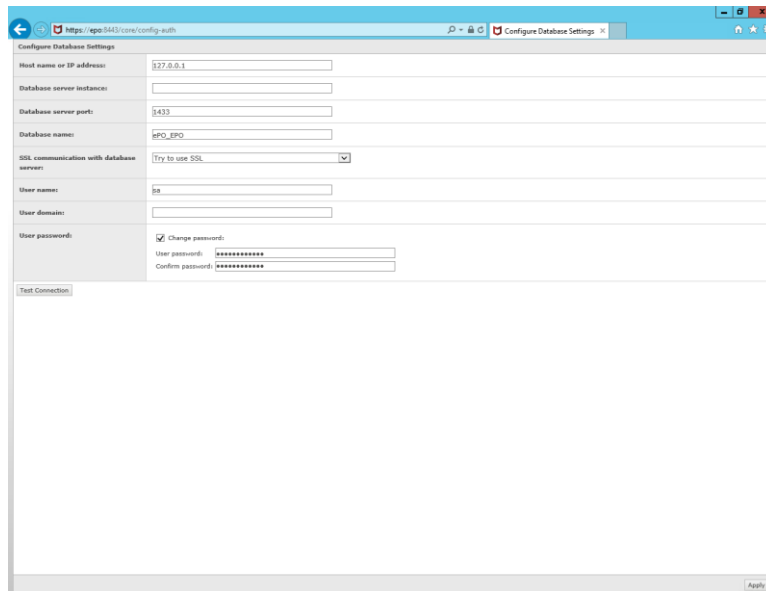 https://epo:8443/core/config-auth
Configure Database Settings
Configure Database Settings
Host name or IP address:
127.0.0.1
Database server instance:
Database server port:
1433
Database name:
ePO_EPO
SSL communication with database
server:
Try to use SSL
User name:
sa
User domain:
User password:
Change password:
User password:
Confirm password:
Test Connection
Apply